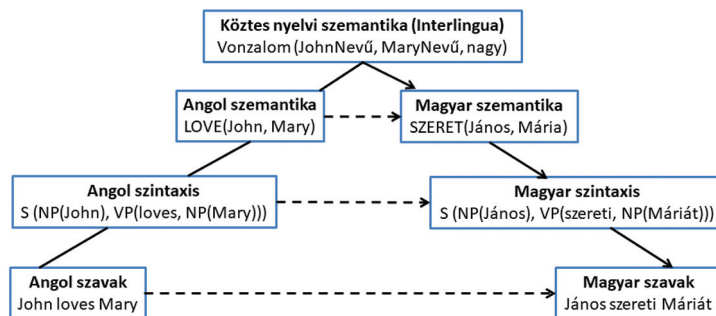 Köztes nyelvi szemantika (Interlingua)
Vonzalom (JohnNevű, MaryNevű, nagy)
Angol szemantika
LOVE(John, Mary)
Magyar szemantika
SZERET(János, Mária)
Angol szintaxis
S (NP(John), VP(loves, NP(Mary)))
Magyar szintaxis
S (NP(János), VP(szereti, NP(Máriát)))
Angol szavak
John loves Mary
Magyar szavak
János szereti Máriát